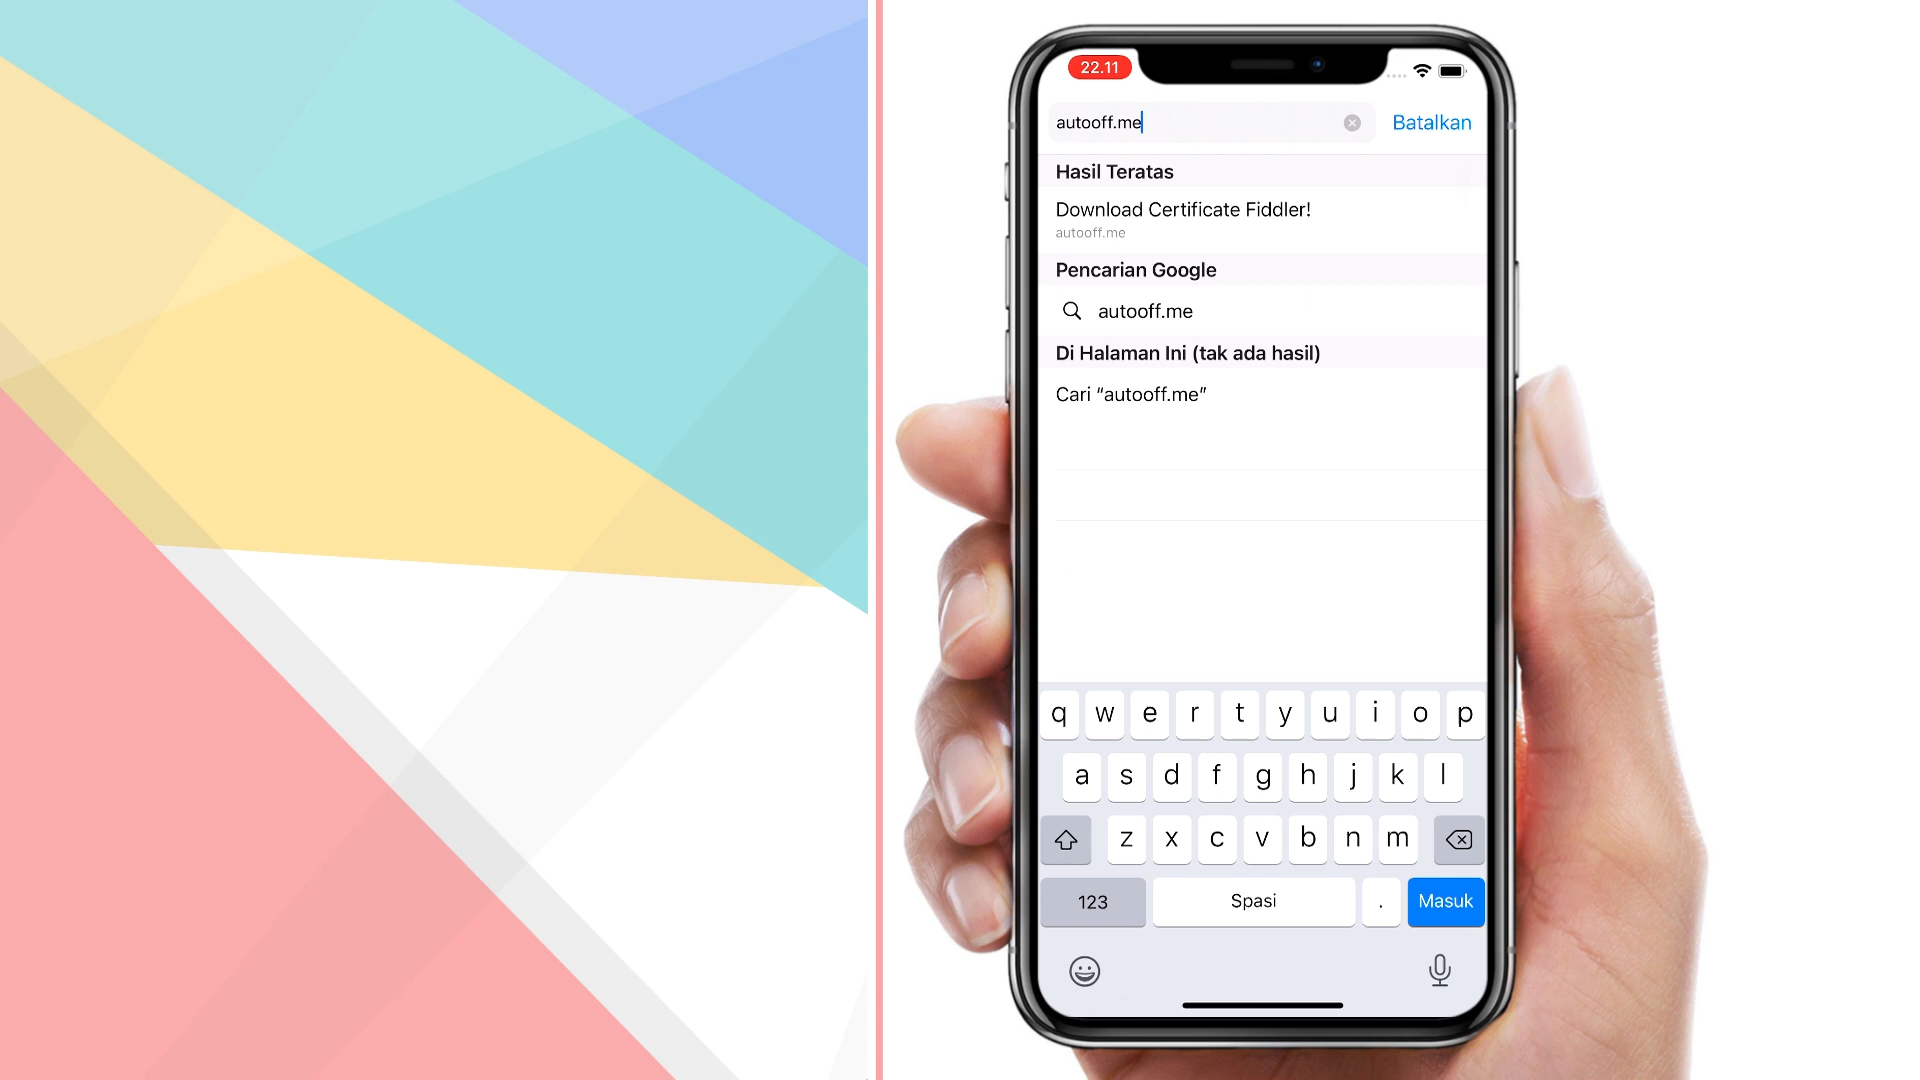 22.11
autooff.me
Batalkan
Hasil Teratas
Download Certificate Fiddler!
autooff.me
Pencarian Google
autooff.me
Di Halaman Ini (tak ada hasil)
Cari “autooff.me”
q w e r t y u i o p
a s d f g h j k l
z x c v b n m
123 Spasi . Masuk